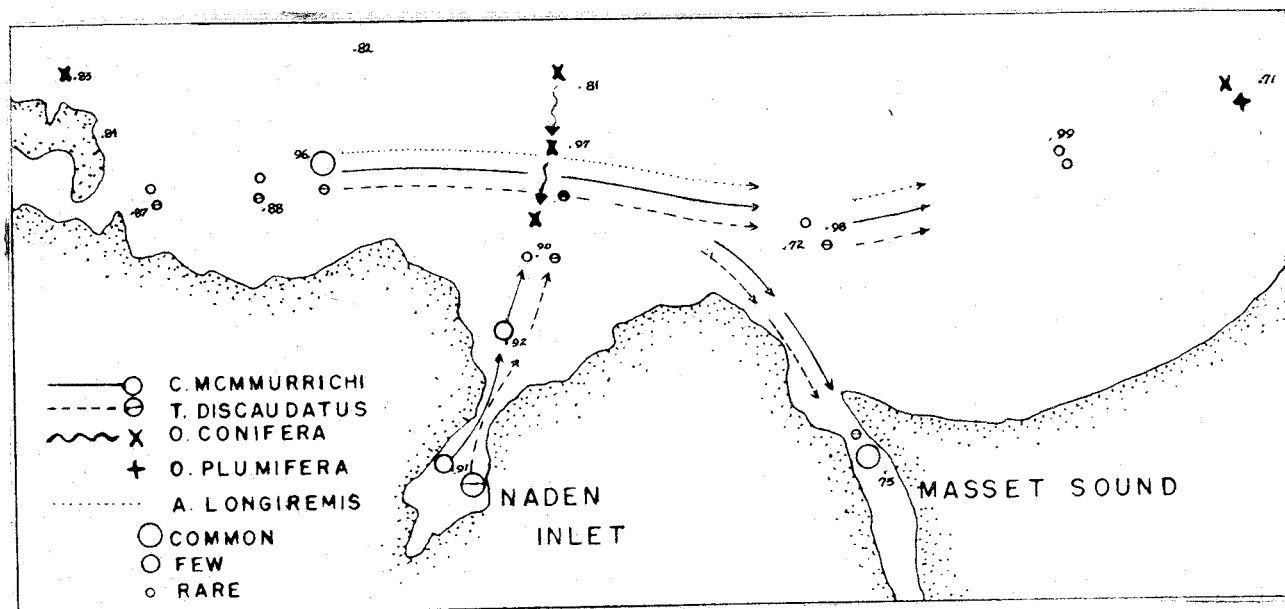 .82
.83
.81
.71
.84
96.
.97
.99
.87
.88
.90
.98
.72
.92
C. MCMMURRICHI
T. DISCAUDATUS
O. CONIFERA
O. PLUMIFERA
A. LONGIREMIS
COMMON
FEW
RARE
.91
NADEN
INLET
.75
MASSET SOUND